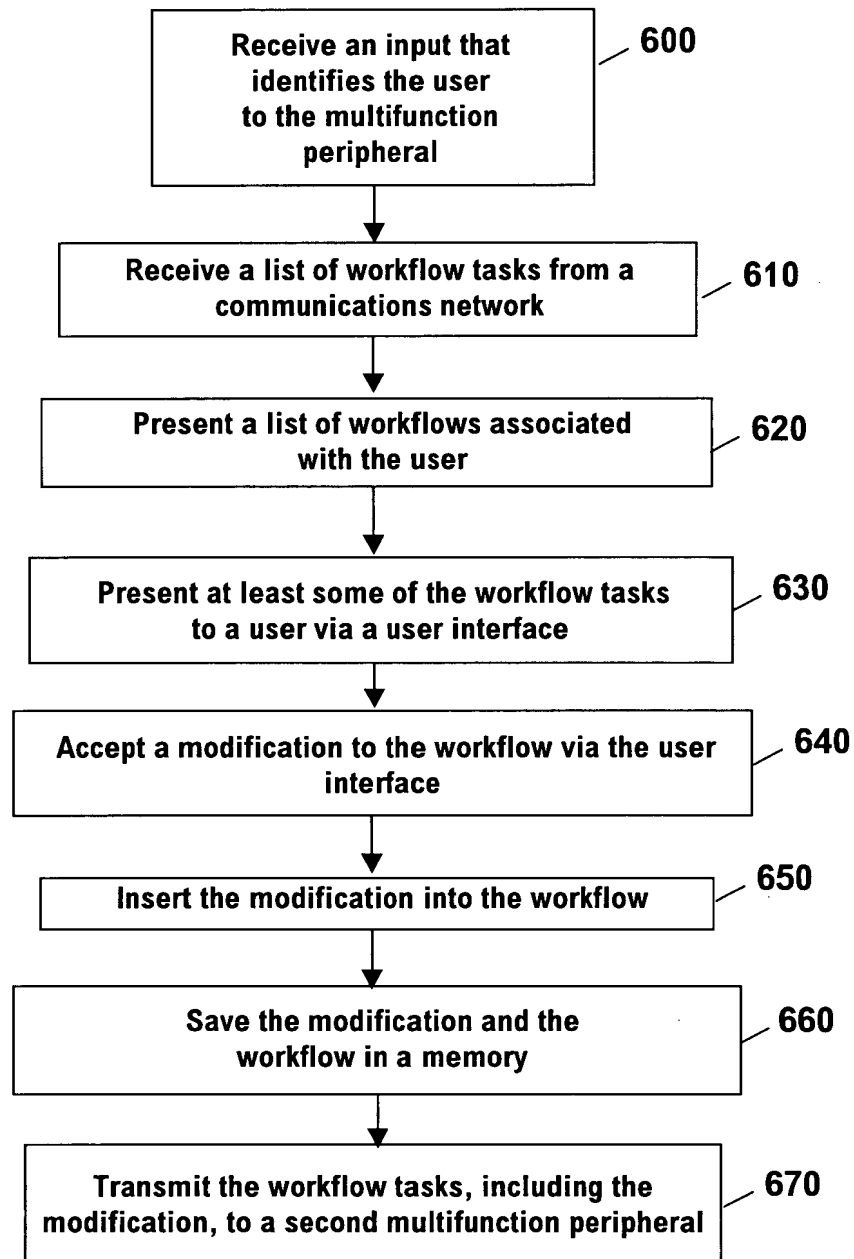 Receive an input that
identifies the user
to the multifunction
peripheral
600
Receive a list of workflow tasks from a
communications network
610
Present a list of workflows associated
with the user
620
Present at least some of the workflow tasks
to a user via a user interface
630
Accept a modification to the workflow via the user
interface
640
Insert the modification into the workflow
650
Save the modification and the
workflow in a memory
660
Transmit the workflow tasks, including the
modification, to a second multifunction peripheral
670